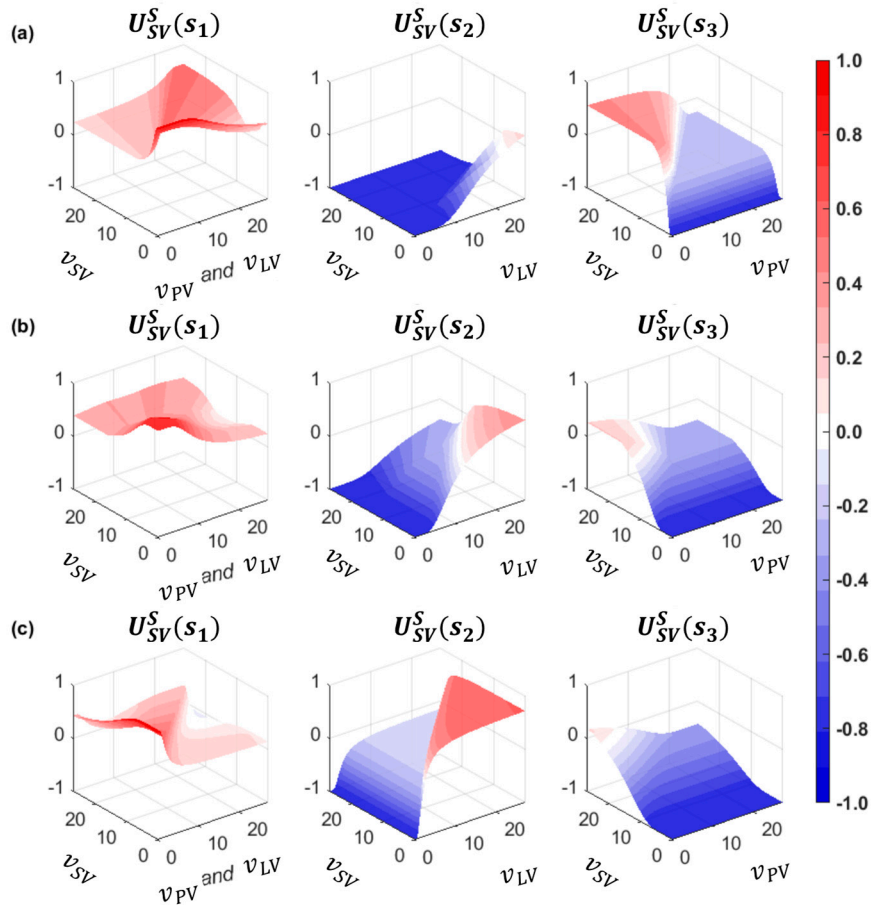 (a) U^S_SV(s_1) U^S_SV(s_2) U^S_SV(s_3)
1 1 1 1.0
0.8
0 0 0 0.6
0.4
-1 -1 -1 0.2
20 20 20 20 20 20
10 10 10 10 10 10
0 0 0 0 0 0
v_SV v_PV and v_LV v_SV v_LV v_SV v_PV
(b) U^S_SV(s_1) U^S_SV(s_2) U^S_SV(s_3)
1 1 1
0 0 0 0.0
-1 -1 -1 -0.2
20 20 20 20 20 20
10 10 10 10 10 10
0 0 0 0 0 0
v_SV v_PV and v_LV v_SV v_LV v_SV v_PV
-0.4
(c) U^S_SV(s_1) U^S_SV(s_2) U^S_SV(s_3)
-0.6
1 1 1
0 0 0 -0.8
-1 -1 -1 -1.0
20 20 20 20 20 20
10 10 10 10 10 10
0 0 0 0 0 0
v_SV v_PV and v_LV v_SV v_LV v_SV v_PV